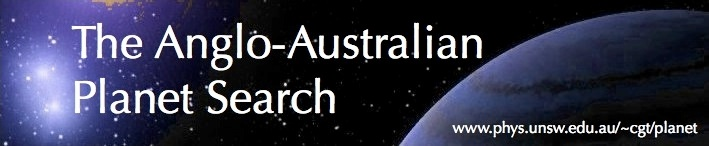 The Anglo-Australian
Planet Search
www.phys.unsw.edu.au/~cgt/planet